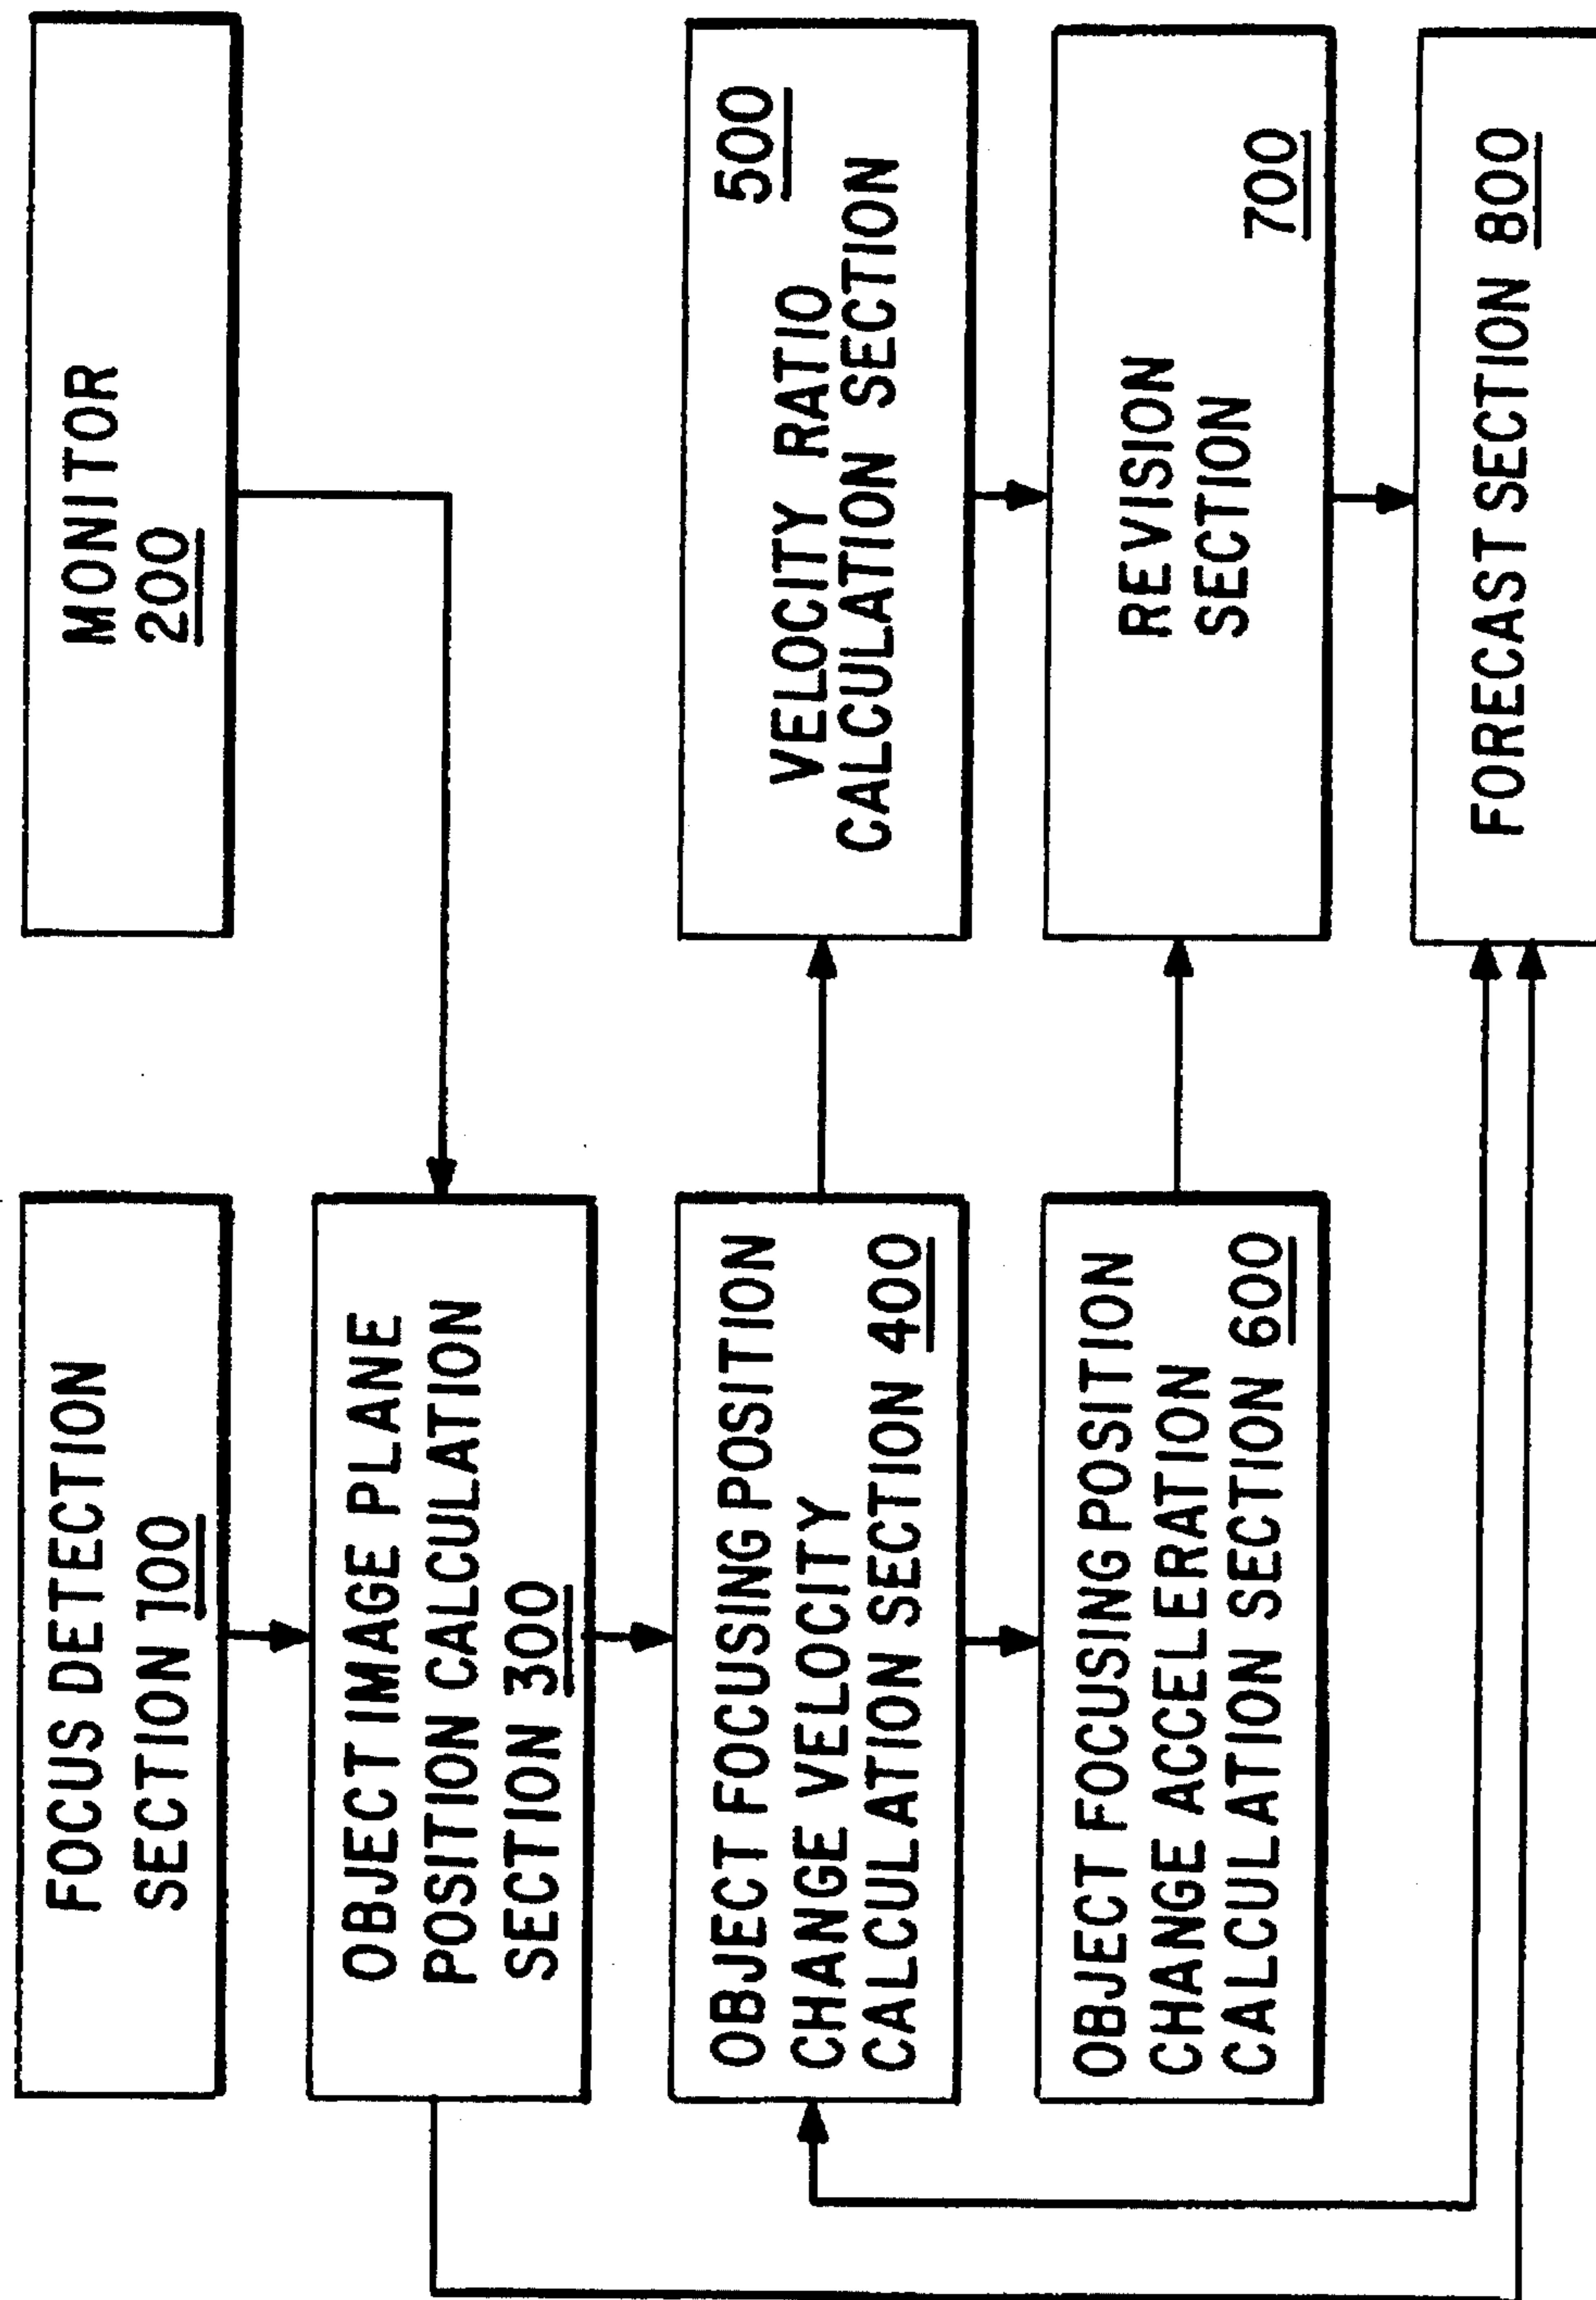 FOCUS DETECTION
SECTION 100
MONITOR
200
OBJECT IMAGE PLANE
POSITION CALCULATION
SECTION 300
OBJECT FOCUSING POSITION
CHANGE VELOCITY
CALCULATION SECTION 400
500
VELOCITY RATIO
CALCULATION SECTION
OBJECT FOCUSING POSITION
CHANGE ACCELERATION
CALCULATION SECTION 600
REVISION
SECTION
700
FORECAST SECTION 800